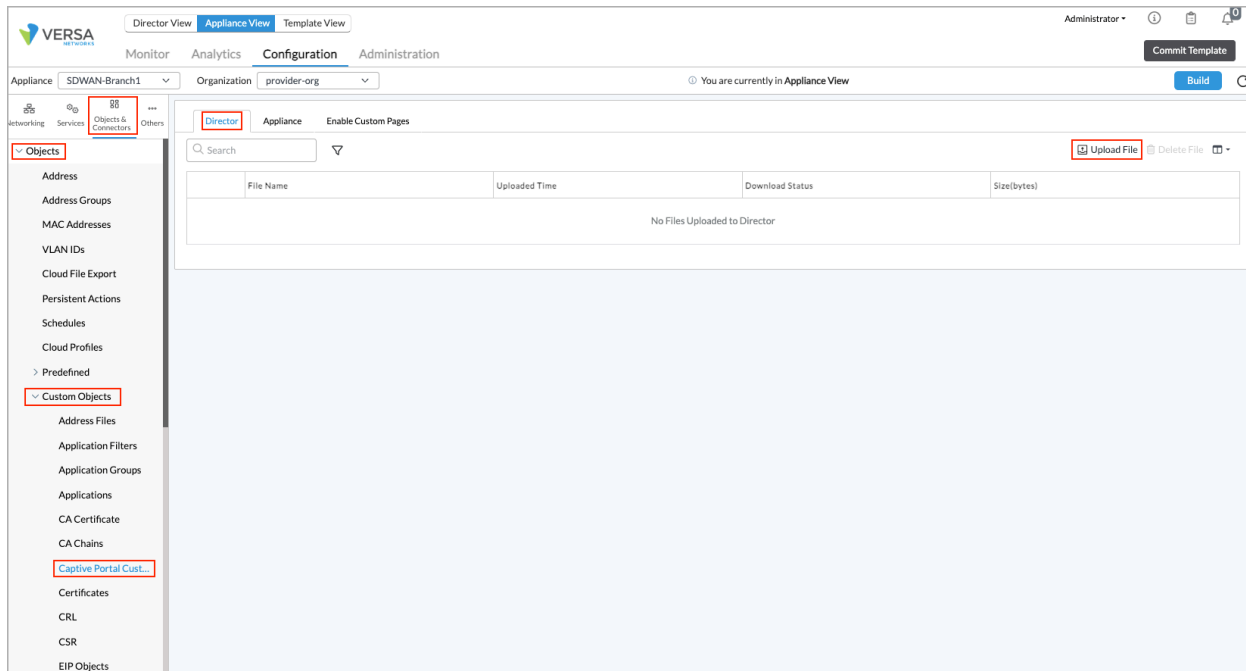 Director View Appliance View Template View
Administrator
0
VERSA
NETWORKS
Monitor Analytics Configuration Administration
Commit Template
Appliance SDWAN-Branch1 Organization provider-org You are currently in Appliance View Build
letworking Services Objects & Connectors Others
Director Appliance Enable Custom Pages
Objects
Search Upload File Delete File
Address
File Name Uploaded Time Download Status Size(bytes)
Address Groups
No Files Uploaded to Director
MAC Addresses
VLAN IDs
Cloud File Export
Persistent Actions
Schedules
Cloud Profiles
Predefined
Custom Objects
Address Files
Application Filters
Application Groups
Applications
CA Certificate
CA Chains
Captive Portal Cust...
Certificates
CRL
CSR
EIP Objects